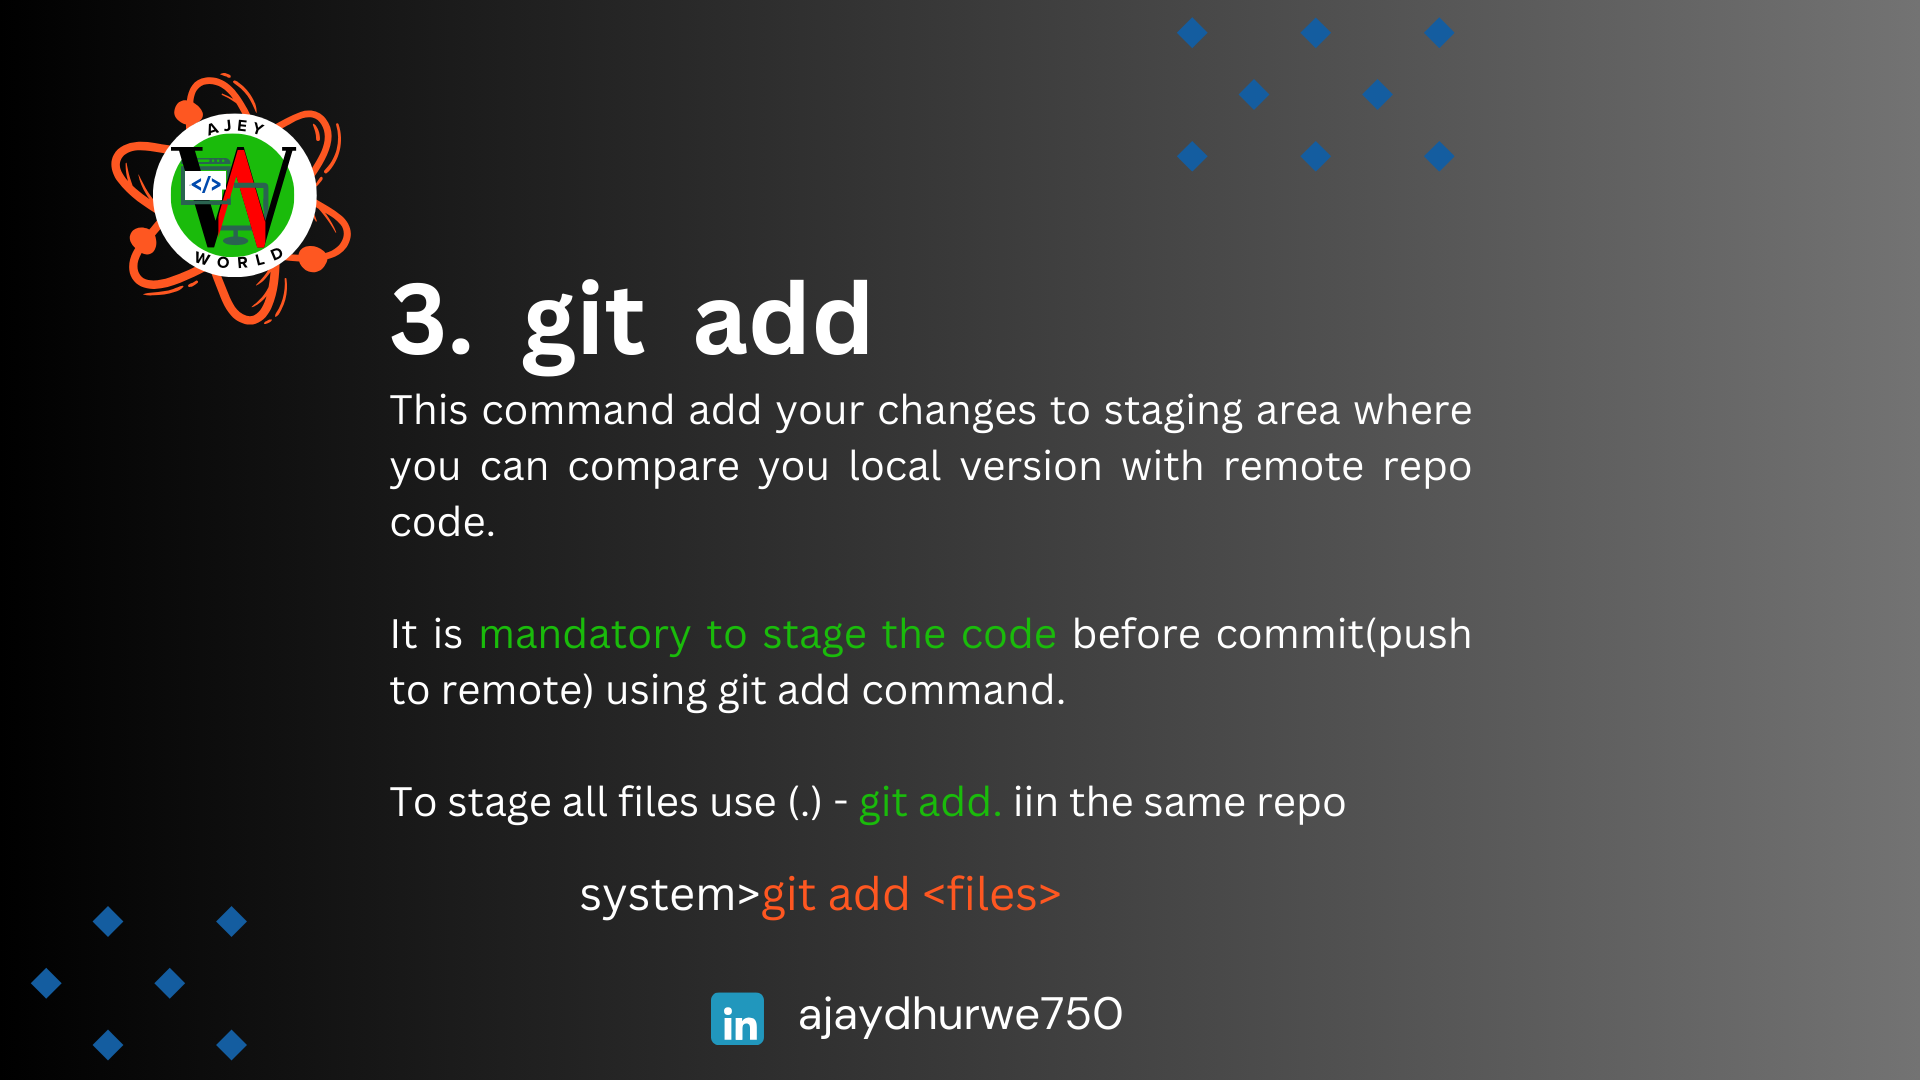 AJEY
W
</>
WORLD
3. git add
This command add your changes to staging area where
you can compare you local version with remote repo
code.
It is mandatory to stage the code before commit(push
to remote) using git add command.
To stage all files use (.) - git add. iin the same repo
system>git add <files>
in ajaydhurwe750